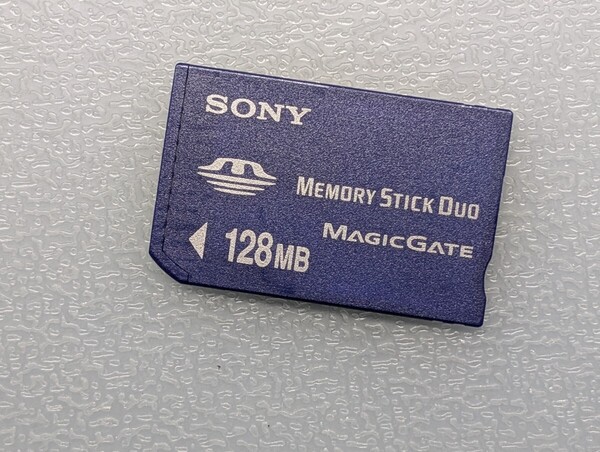 SONY
MEMORY STICK DUO
MAGICGATE
128MB